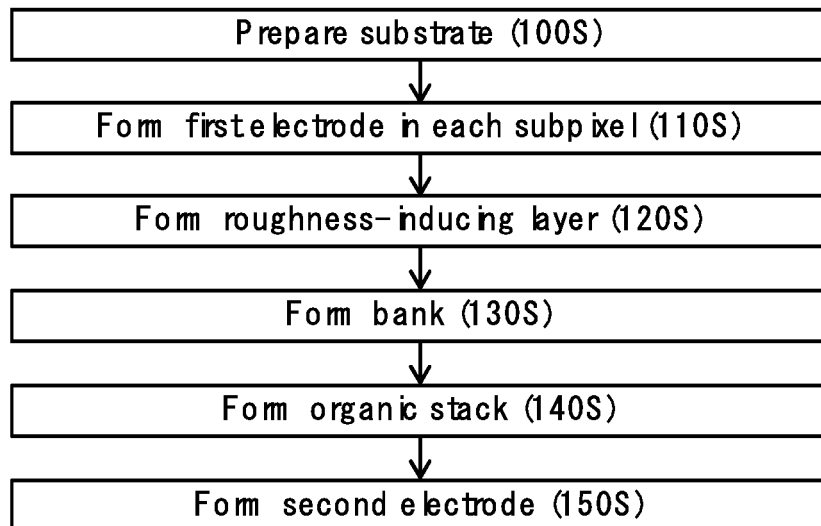 Prepare substrate (100S)
Form first electrode in each subpixel (110S)
Form roughness-inducing layer (120S)
Form bank (130S)
Form organic stack (140S)
Form second electrode (150S)